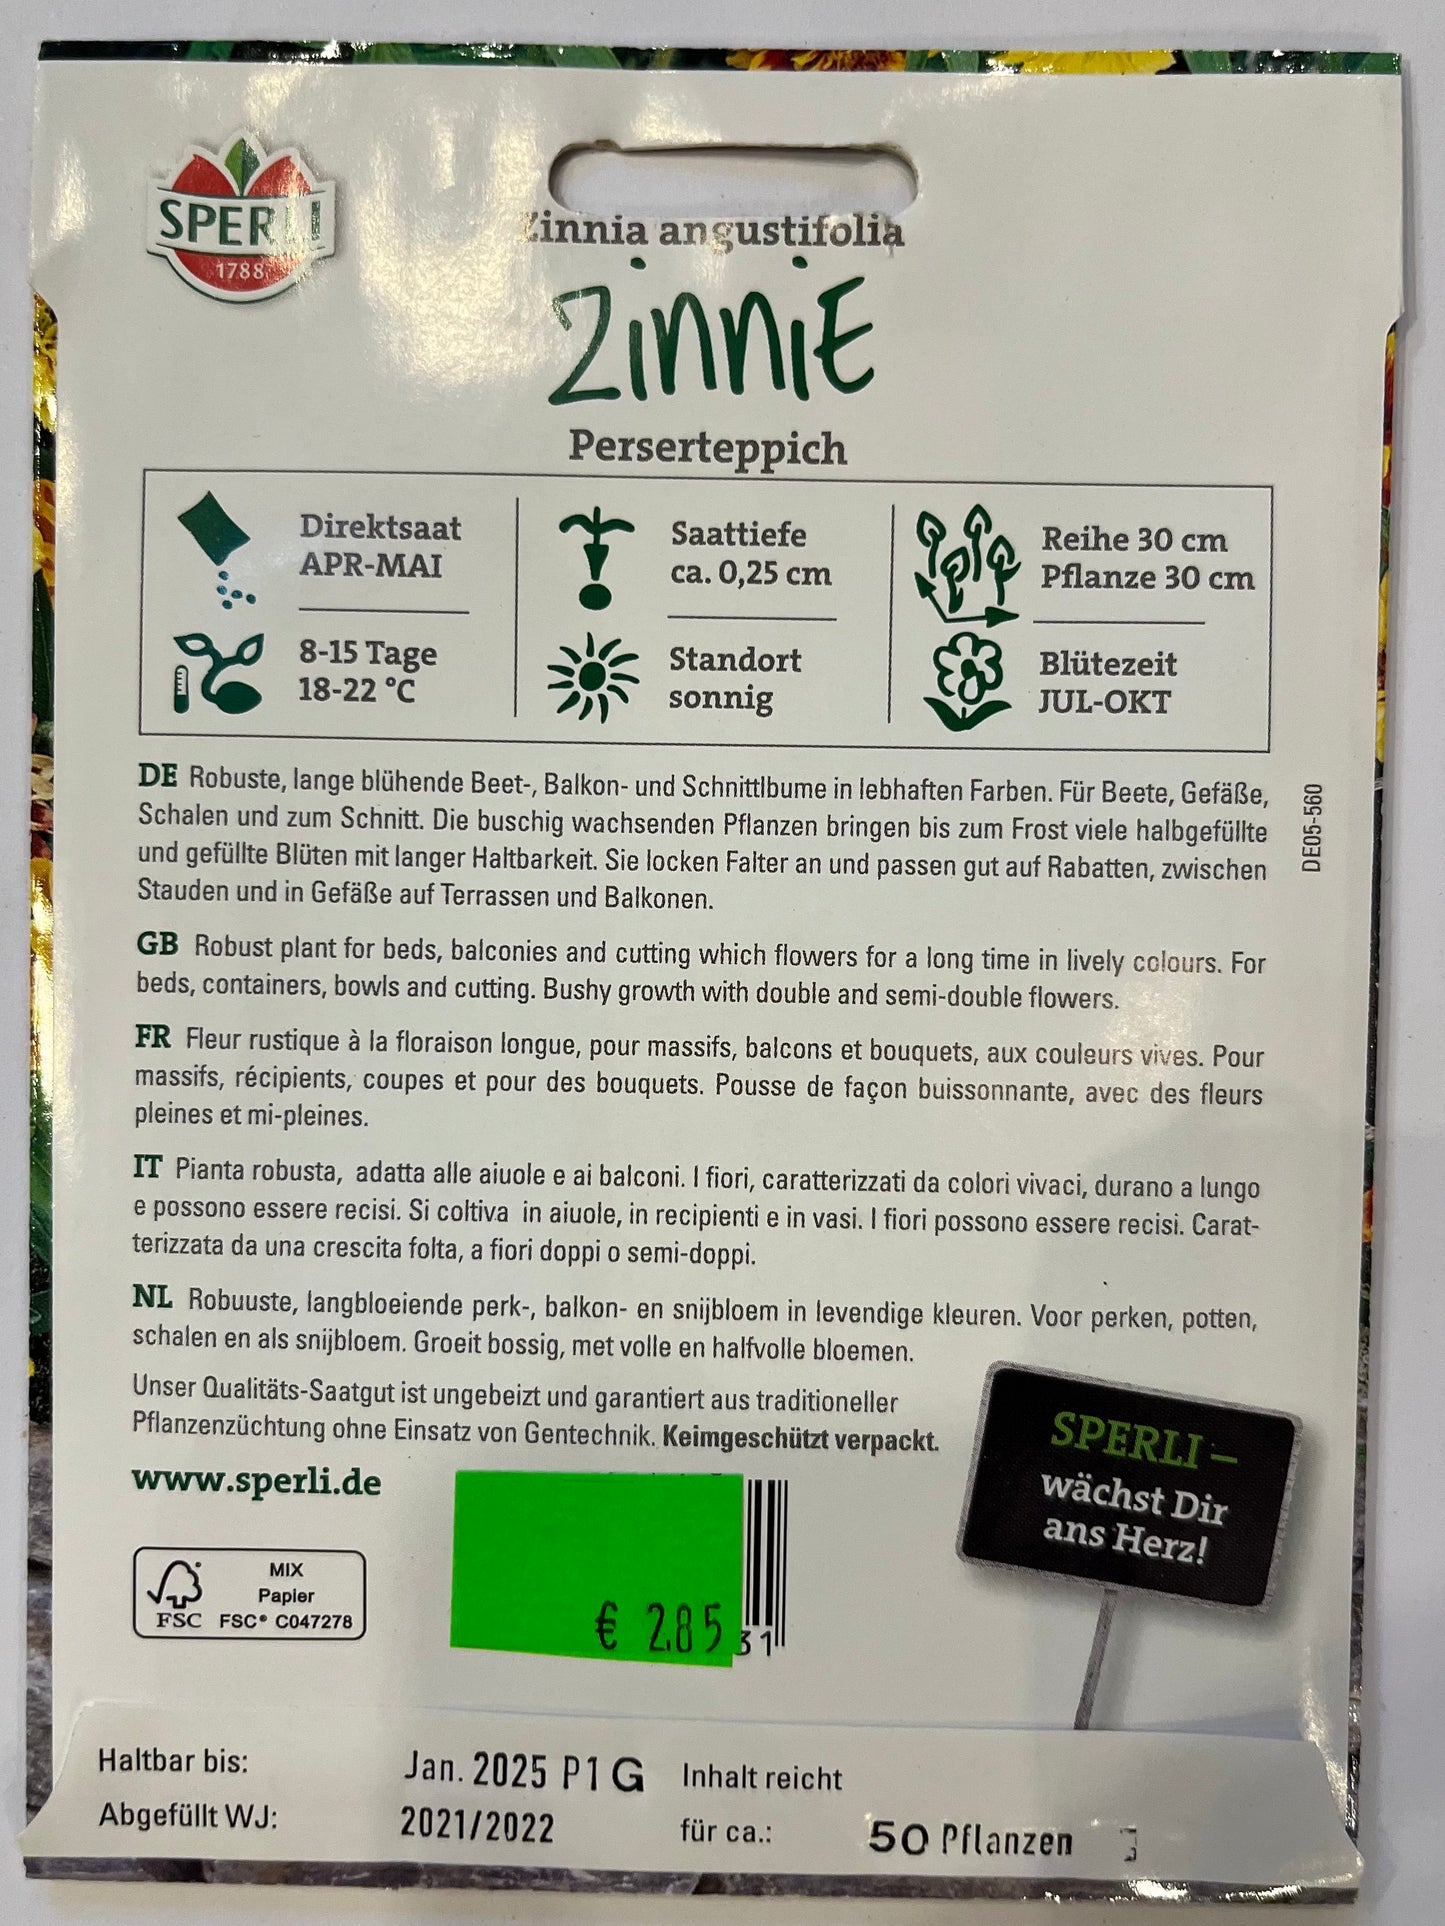 SPERLI
1788
Zinnia angustifolia
ZinniE
Perserteppich
Direktsaat
APR-MAI
8-15 Tage
18-22 °C
Saattiefe
ca. 0,25 cm
Standort
sonnig
Reihe 30 cm
Pflanze 30 cm
Blütezeit
JUL-OKT
DE Robuste, lange blühende Beet-, Balkon- und Schnittlbume in lebhaften Farben. Für Beete, Gefäße,
Schalen und zum Schnitt. Die buschig wachsenden Pflanzen bringen bis zum Frost viele halbgefüllte
und gefüllte Blüten mit langer Haltbarkeit. Sie locken Falter an und passen gut auf Rabatten, zwischen
Stauden und in Gefäße auf Terrassen und Balkonen.
DE05-560
GB Robust plant for beds, balconies and cutting which flowers for a long time in lively colours. For
beds, containers, bowls and cutting. Bushy growth with double and semi-double flowers.
FR Fleur rustique à la floraison longue, pour massifs, balcons et bouquets, aux couleurs vives. Pour
massifs, récipients, coupes et pour des bouquets. Pousse de façon buissonnante, avec des fleurs
pleines et mi-pleines.
IT Pianta robusta, adatta alle aiuole e ai balconi. I fiori, caratterizzati da colori vivaci, durano a lungo
e possono essere recisi. Si coltiva in aiuole, in recipienti e in vasi. I fiori possono essere recisi. Carat-
terizzata da una crescita folta, a fiori doppi o semi-doppi.
NL Robuuste, langbloeiende perk-, balkon- en snijbloem in levendige kleuren. Voor perken, potten,
schalen en als snijbloem. Groeit bossig, met volle en halfvolle bloemen.
Unser Qualitäts-Saatgut ist ungebeizt und garantiert aus traditioneller
Pflanzenzüchtung ohne Einsatz von Gentechnik. Keimgeschützt verpackt.
www.sperli.de
SPERLI –
wächst Dir
ans Herz!
MIX
Papier
FSC FSC® C047278
€ 2.85
31
Haltbar bis: Jan. 2025 P1 G Inhalt reicht
Abgefüllt WJ: 2021/2022 für ca.: 50 Pflanzen